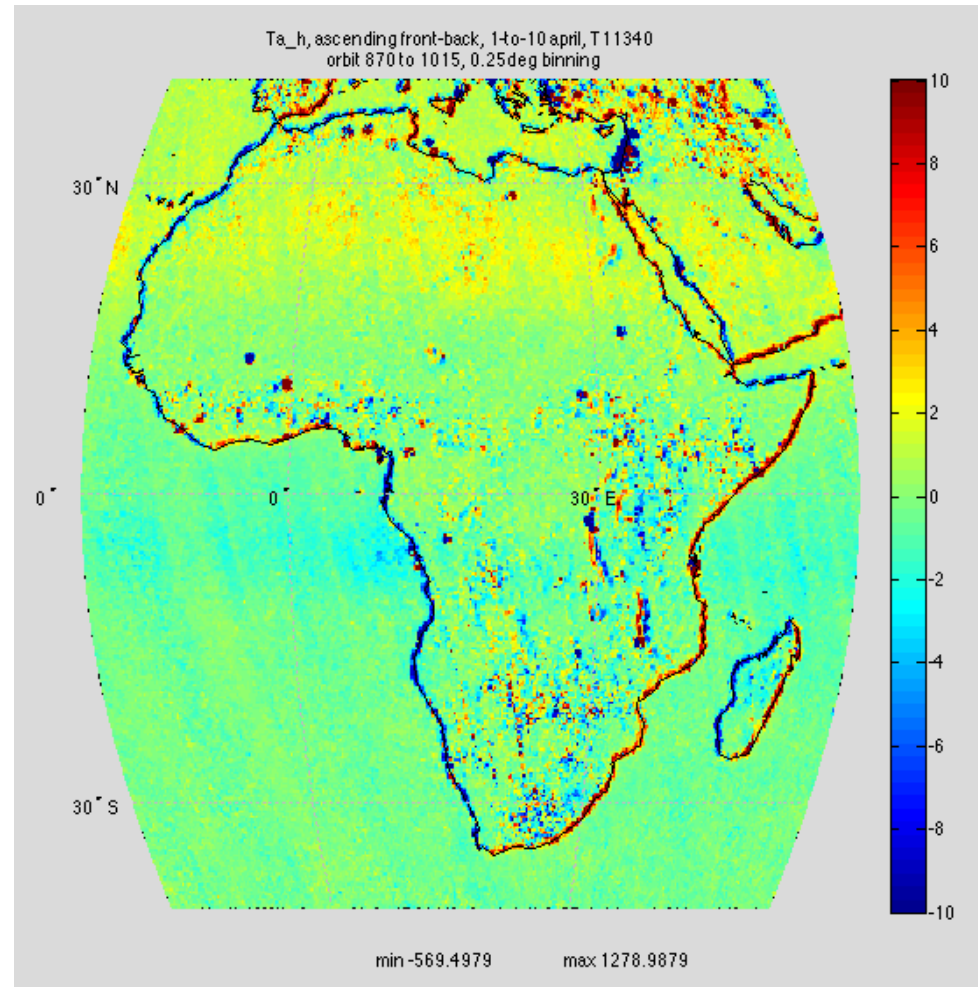 Ta_h, ascending front-back, 1-to-10 april, T11340
orbit 870 to 1015, 0.25deg binning
10
8
30˚N
6
4
2
0˚ 0˚ 30˚E 0
-2
-4
-6
30˚S
-8
-10
min -569.4979 max 1278.9879